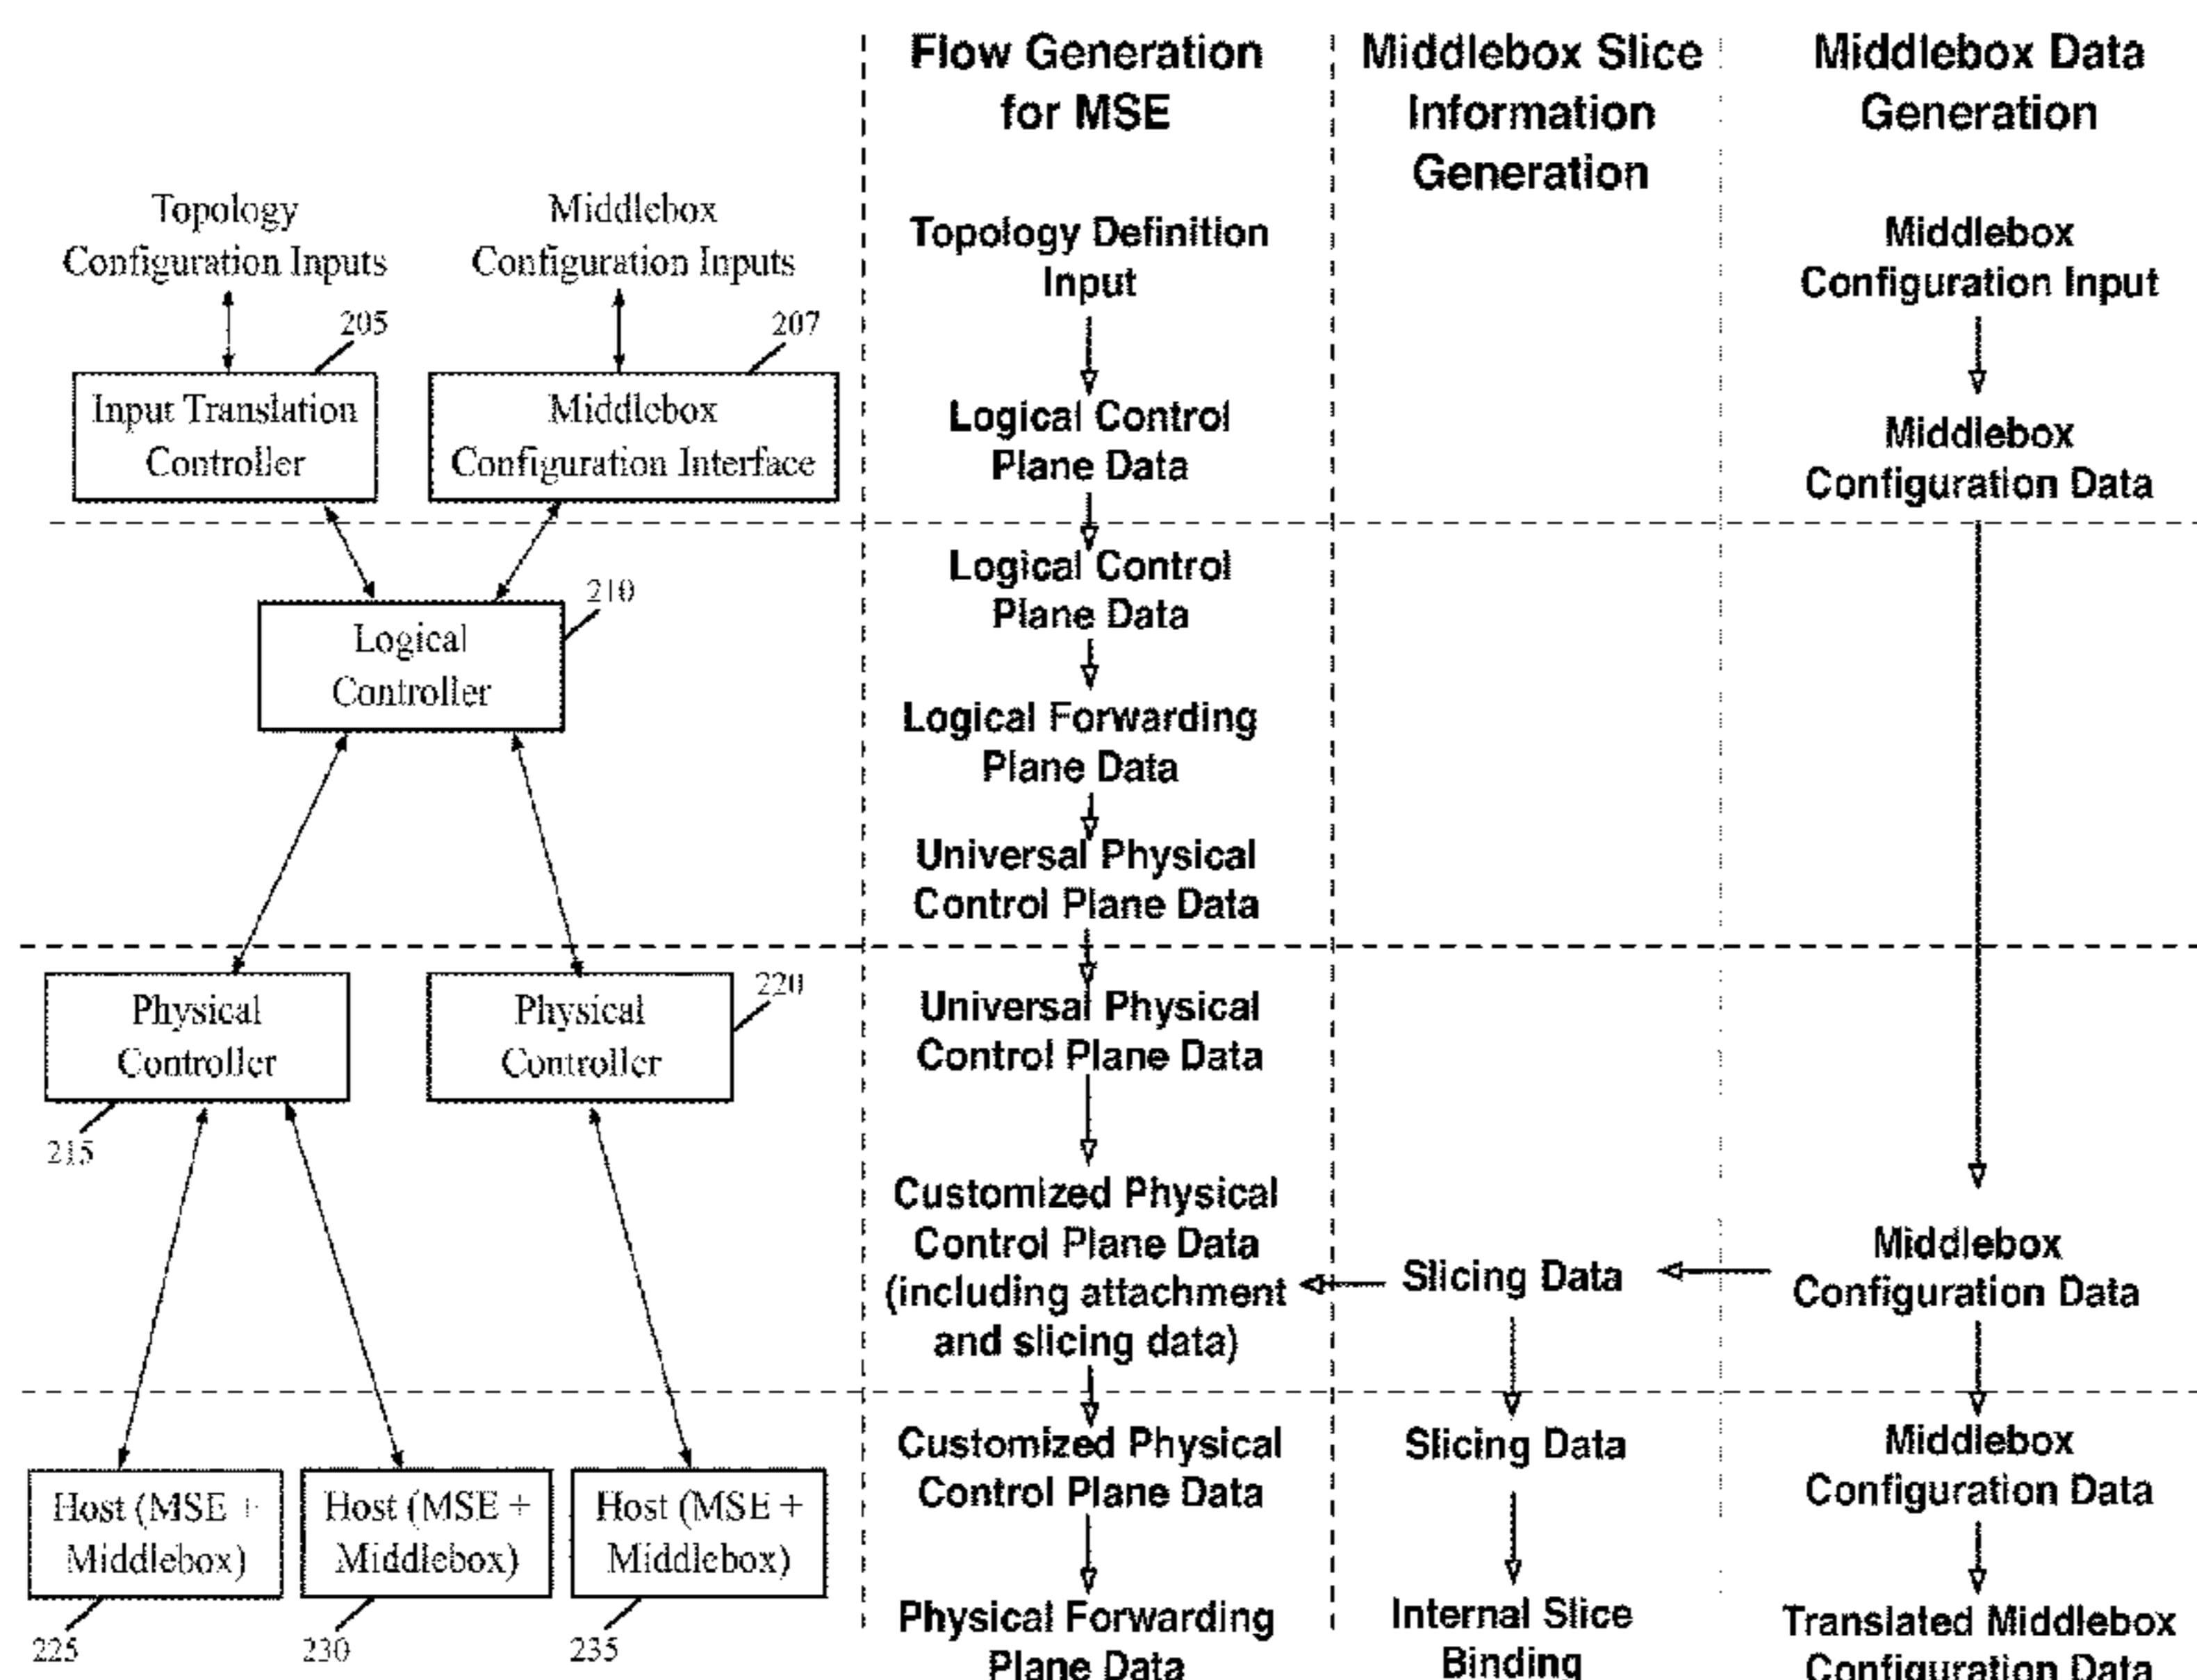 Flow Generation
for MSE
Middlebox Slice
Information
Generation
Middlebox Data
Generation
Topology
Configuration Inputs
Middlebox
Configuration Inputs
205
207
Input Translation
Controller
Middlebox
Configuration Interface
Topology Definition
Input
Logical Control
Plane Data
Middlebox
Configuration Input
Middlebox
Configuration Data
210
Logical
Controller
Logical Control
Plane Data
Logical Forwarding
Plane Data
Universal Physical
Control Plane Data
Physical
Controller
215
Physical
Controller
220
Universal Physical
Control Plane Data
Customized Physical
Control Plane Data
(including attachment
and slicing data)
Slicing Data
Middlebox
Configuration Data
Host (MSE +
Middlebox)
225
Host (MSE +
Middlebox)
230
Host (MSE +
Middlebox)
235
Customized Physical
Control Plane Data
Physical Forwarding
Plane Data
Slicing Data
Internal Slice
Binding
Middlebox
Configuration Data
Translated Middlebox
Configuration Data